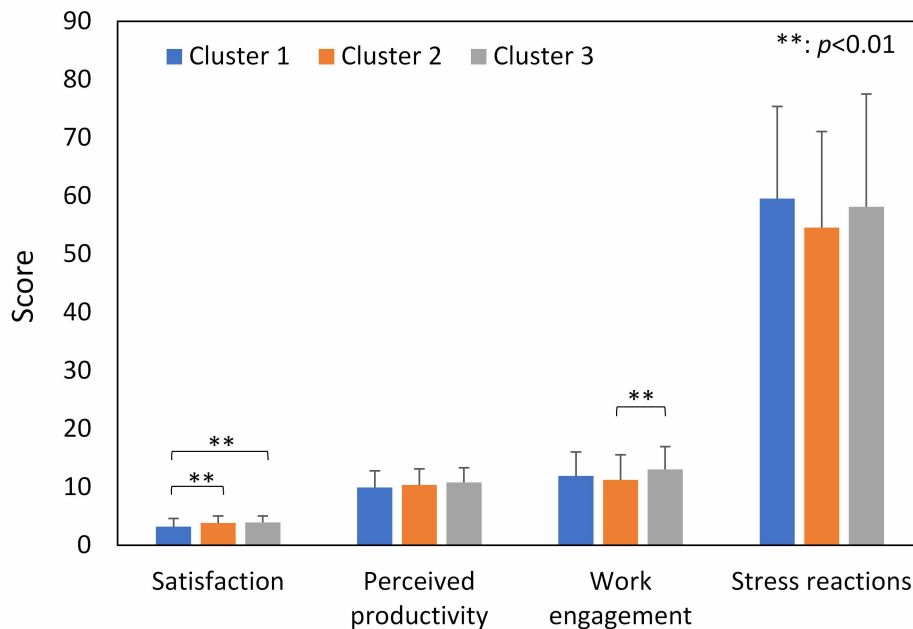 90
80
70
60
50
40
30
20
10
0
Score
Cluster 1 Cluster 2 Cluster 3
**: p<0.01
**
**
**
Satisfaction
Perceived
productivity
Work
engagement
Stress reactions